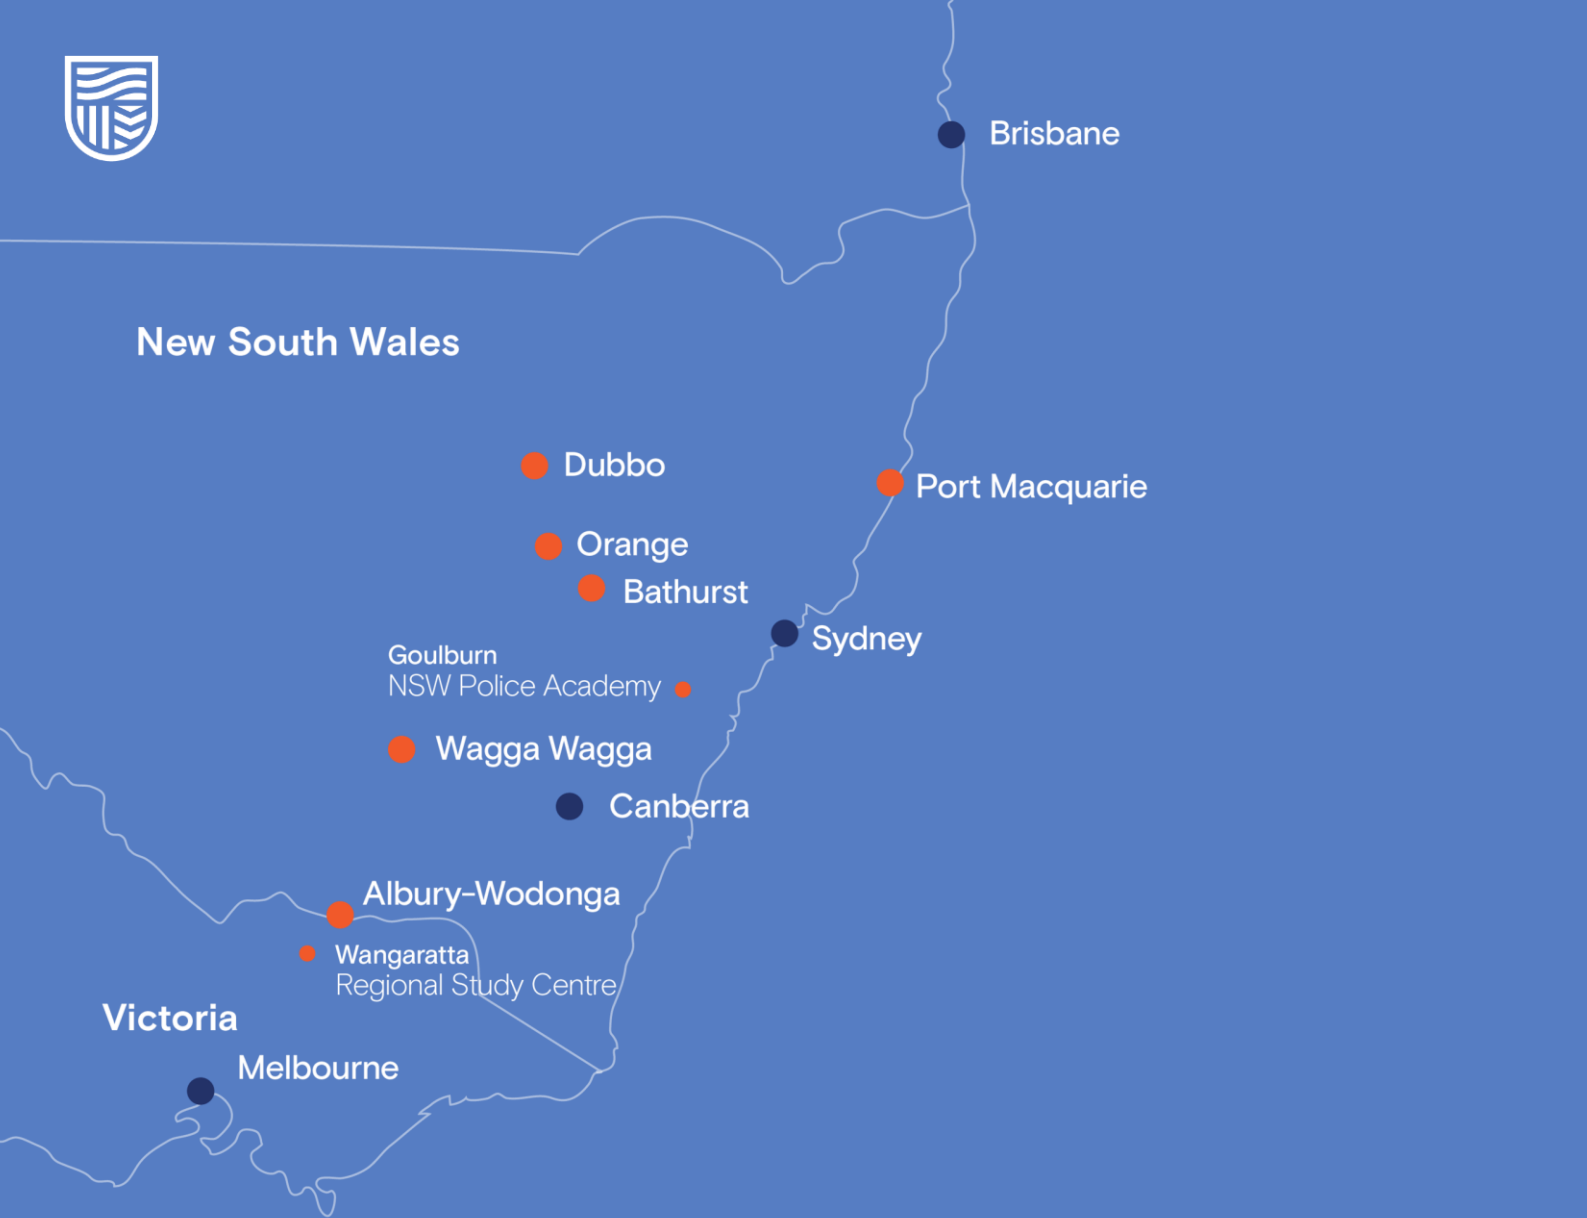 Brisbane
New South Wales
Dubbo
Port Macquarie
Orange
Bathurst
Sydney
Goulburn
NSW Police Academy
Wagga Wagga
Canberra
Albury-Wodonga
Wangaratta
Regional Study Centre
Victoria
Melbourne